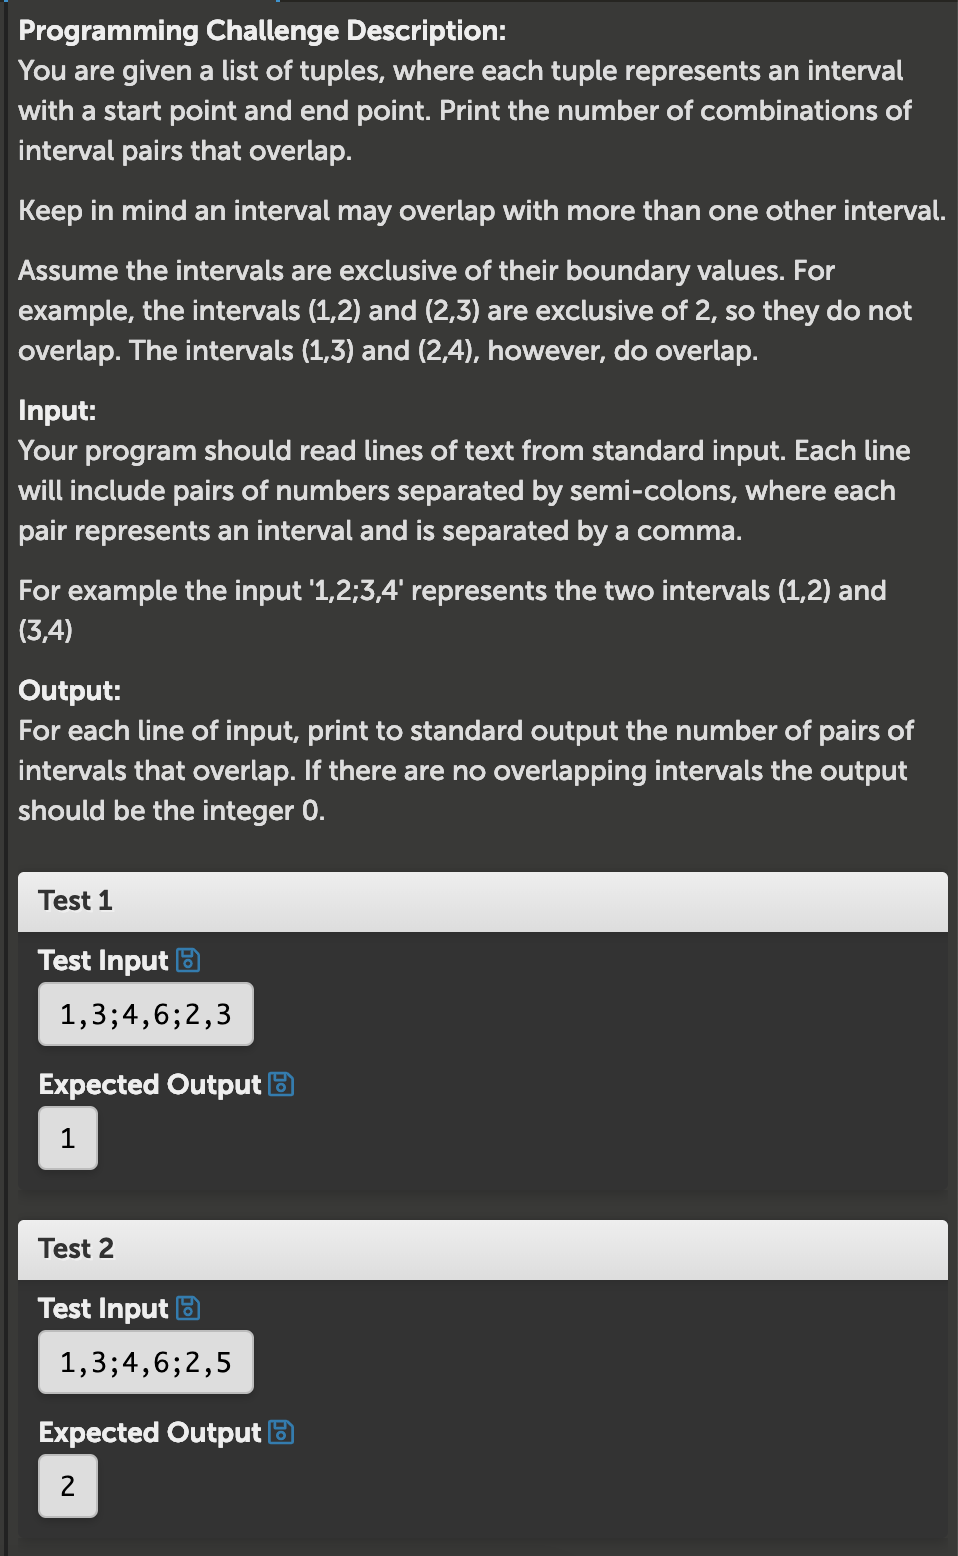 Programming Challenge Description:
You are given a list of tuples, where each tuple represents an interval
with a start point and end point. Print the number of combinations of
interval pairs that overlap.
Keep in mind an interval may overlap with more than one other interval.
Assume the intervals are exclusive of their boundary values. For
example, the intervals (1,2) and (2,3) are exclusive of 2, so they do not
overlap. The intervals (1,3) and (2,4), however, do overlap.
Input:
Your program should read lines of text from standard input. Each line
will include pairs of numbers separated by semi-colons, where each
pair represents an interval and is separated by a comma.
For example the input '1,2;3,4' represents the two intervals (1,2) and
(3,4)
Output:
For each line of input, print to standard output the number of pairs of
intervals that overlap. If there are no overlapping intervals the output
should be the integer 0.
Test 1
Test Input
1,3;4,6;2,3
Expected Output
1
Test 2
Test Input
1,3;4,6;2,5
Expected Output
2